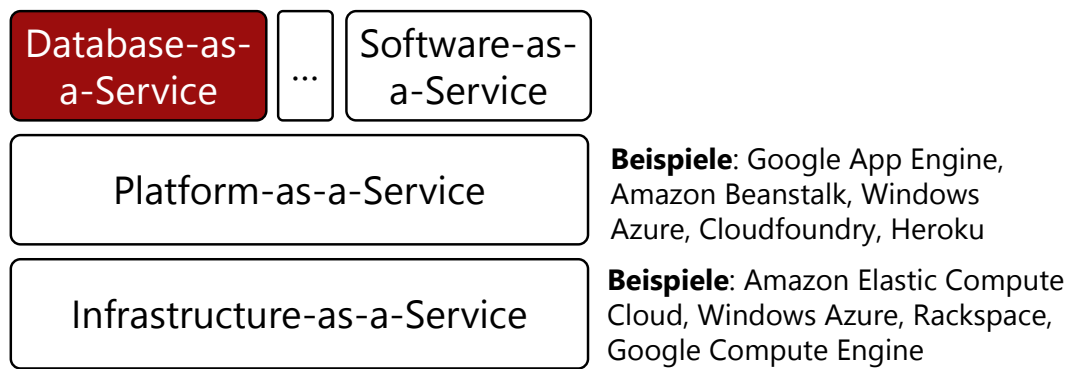 Database-as-
a-Service
...
Software-as-
a-Service
Platform-as-a-Service
Beispiele: Google App Engine,
Amazon Beanstalk, Windows
Azure, Cloudfoundry, Heroku
Infrastructure-as-a-Service
Beispiele: Amazon Elastic Compute
Cloud, Windows Azure, Rackspace,
Google Compute Engine